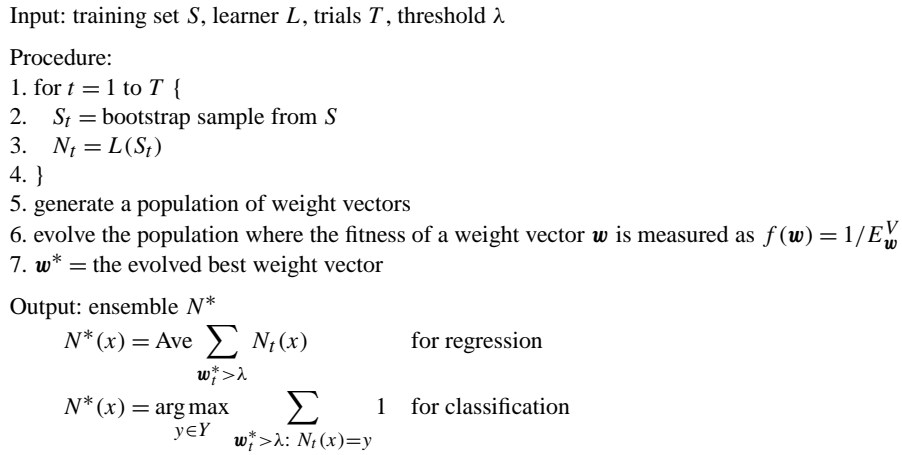 Input: training set S, learner L, trials T, threshold λ
Procedure:
1. for t = 1 to T {
2. S_t = bootstrap sample from S
3. N_t = L(S_t)
4. }
5. generate a population of weight vectors
6. evolve the population where the fitness of a weight vector w is measured as f(w) = 1/E_w^V
7. w* = the evolved best weight vector
Output: ensemble N*
N*(x) = Ave ∑_{w_t^*>λ} N_t(x) for regression
N*(x) = arg max_{y∈Y} ∑_{w_t^*>λ: N_t(x)=y} 1 for classification